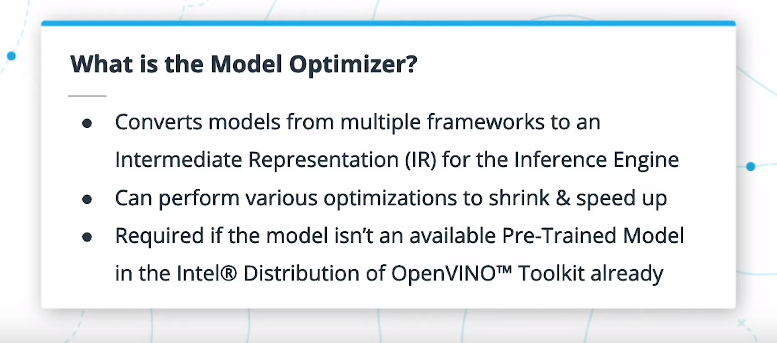 What is the Model Optimizer?
● Converts models from multiple frameworks to an
Intermediate Representation (IR) for the Inference Engine
● Can perform various optimizations to shrink & speed up
● Required if the model isn’t an available Pre-Trained Model
in the Intel® Distribution of OpenVINO™ Toolkit already